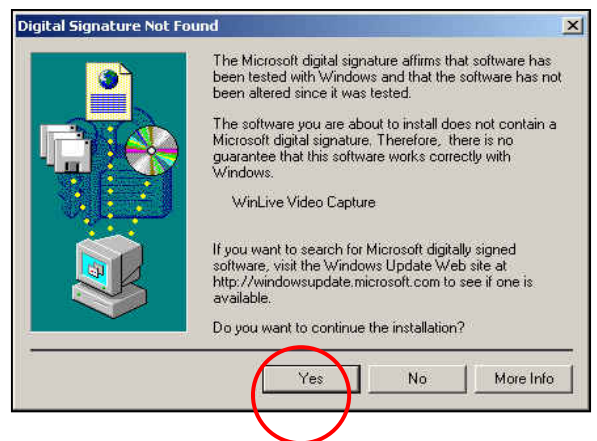 Digital Signature Not Found
The Microsoft digital signature affirms that software has
been tested with Windows and that the software has not
been altered since it was tested.
The software you are about to install does not contain a
Microsoft digital signature. Therefore, there is no
guarantee that this software works correctly with
Windows.
WinLive Video Capture
If you want to search for Microsoft digitally signed
software, visit the Windows Update Web site at
http://windowsupdate.microsoft.com to see if one is
available.
Do you want to continue the installation?
Yes No More Info